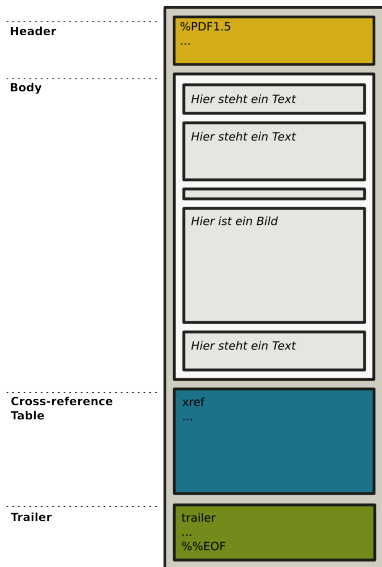 Header
%PDF1.5
...
Body
Hier steht ein Text
Hier steht ein Text
Hier ist ein Bild
Hier steht ein Text
Cross-reference
Table
xref
...
Trailer
trailer
...
%%EOF